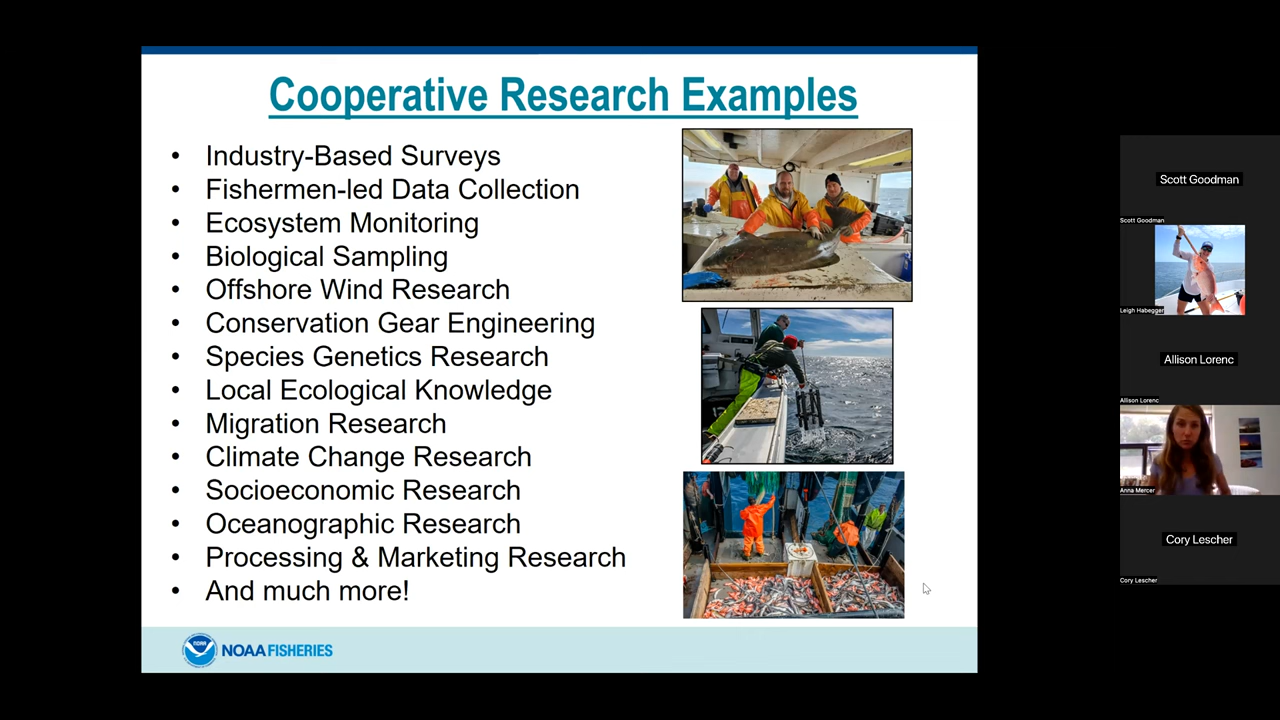 Cooperative Research Examples
• Industry-Based Surveys
• Fishermen-led Data Collection
• Ecosystem Monitoring
• Biological Sampling
• Offshore Wind Research
• Conservation Gear Engineering
• Species Genetics Research
• Local Ecological Knowledge
• Migration Research
• Climate Change Research
• Socioeconomic Research
• Oceanographic Research
• Processing & Marketing Research
• And much more!
NOAA
NOAA FISHERIES
Scott Goodman
Scott Goodman
Leigh Habegger
Allison Lorenc
Allison Lorenc
Anna Mercer
Cory Lescher
Cory Lescher